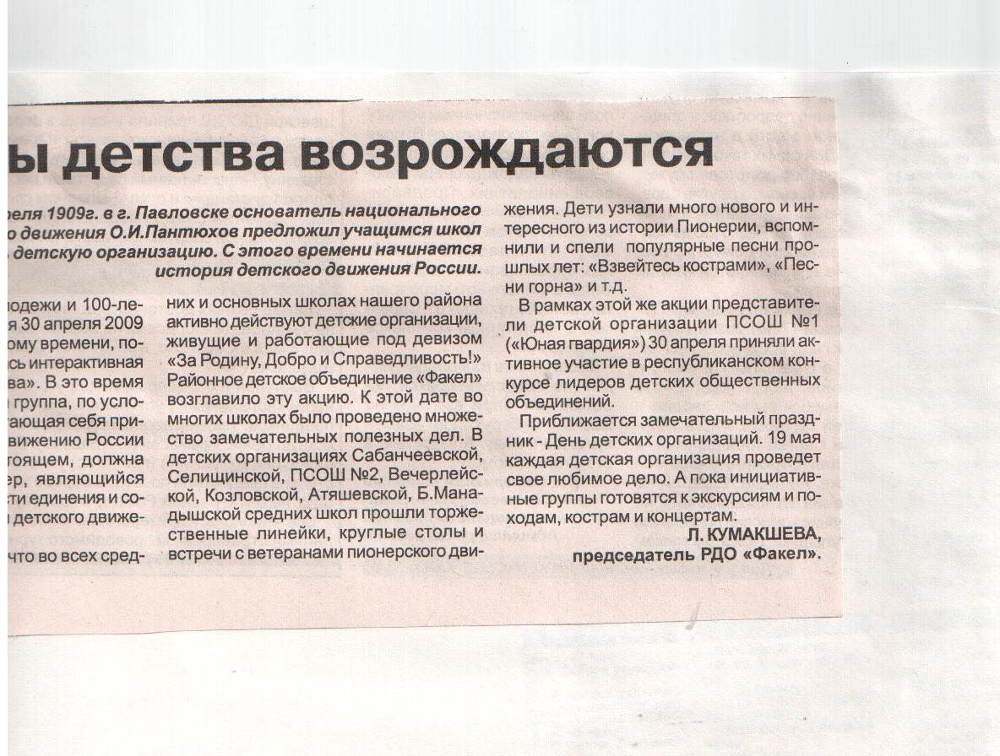 ы детства возрождаются
реля 1909г. в г. Павловске основатель национального
о движения О.И.Пантюхов предложил учащимся школ
ь детскую организацию. С этого времени начинается
история детского движения России.
лодежи и 100-ле-
я 30 апреля 2009
ому времени, по-
сь интерактивная
ва». В это время
группа, по усло-
гающая себя при-
движению России
тоящем, должна
ер, являющийся
сти единения и со-
и детского движе-
что во всех сред-
них и основных школах нашего района
активно действуют детские организации,
живущие и работающие под девизом
«За Родину, Добро и Справедливость!»
Районное детское объединение «Факел»
возглавило эту акцию. К этой дате во
многих школах было проведено множе-
ство замечательных полезных дел. В
детских организациях Сабанчеевской,
Селищинской, ПСОШ №2, Вечерлейс-
кой, Козловской, Атяшевской, Б.Мана-
дышской средних школ прошли торже-
ственные линейки, круглые столы и
встречи с ветеранами пионерского дви-
жения. Дети узнали много нового и ин-
тересного из истории Пионерии, вспом-
нили и спели популярные песни про-
шлых лет: «Взвейтесь кострами», «Пес-
ни горна» и т.д.
В рамках этой же акции представите-
ли детской организации ПСОШ №1
(«Юная гвардия») 30 апреля приняли ак-
тивное участие в республиканском кон-
курсе лидеров детских общественных
объединений.
Приближается замечательный празд-
ник - День детских организаций. 19 мая
каждая детская организация проведет
свое любимое дело. А пока инициатив-
ные группы готовятся к экскурсиям и по-
ходам, кострам и концертам.
Л. КУМАКШЕВА,
председатель РДО «Факел».